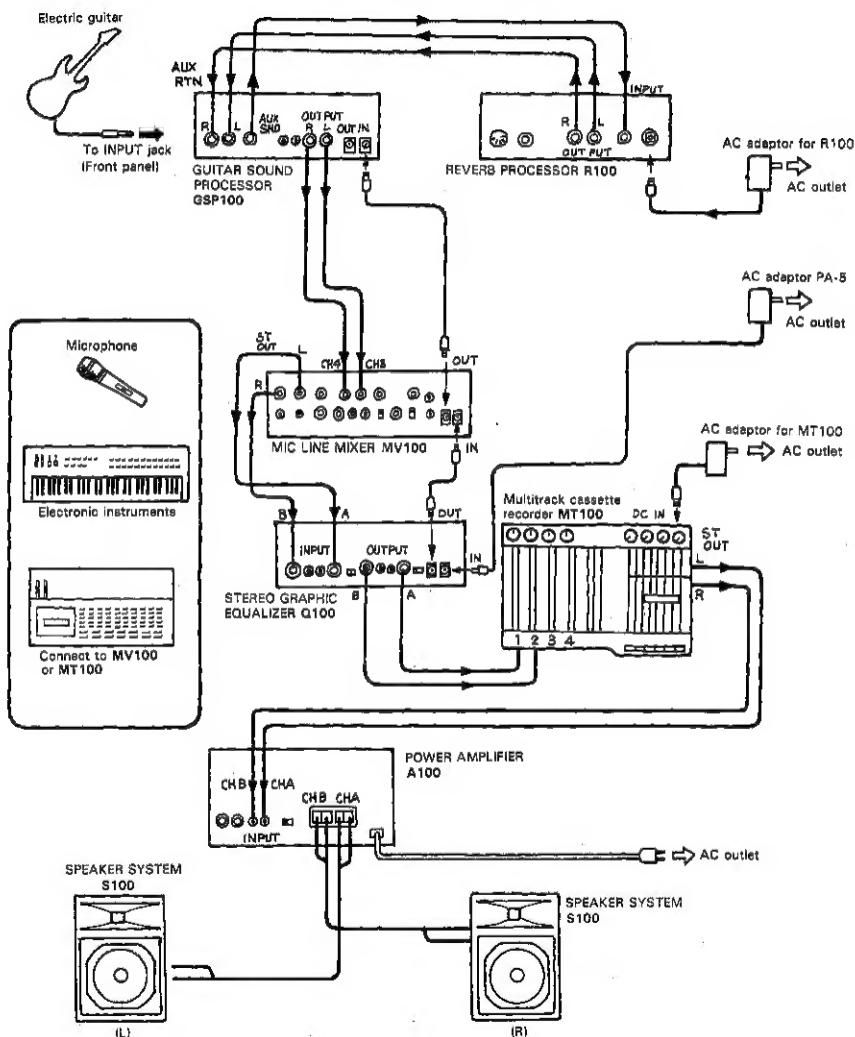 Electric guitar
AUX
RTN
R
L
AUX
SND
OUTPUT
R
L
OUT IN
To INPUT jack
(Front panel)
GUITAR SOUND
PROCESSOR
GSP100
INPUT
R
L
OUTPUT
REVERB PROCESSOR R100
AC adaptor for R100
AC outlet
AC adaptor PA-5
AC outlet
Microphone
Electronic instruments
Connect to MV100
or MT100
ST
OUT
L
R
CH4
CH3
OUT
IN
MIC LINE MIXER MV100
AC adaptor for MT100
AC outlet
B
A
INPUT
OUTPUT
OUT
IN
B
A
STEREO GRAPHIC
EQUALIZER Q100
Multitrack cassette
recorder MT100
DC IN
ST
OUT
L
R
1 2 3 4
POWER AMPLIFIER
A100
CHB
CHA
INPUT
CHB
CHA
AC outlet
SPEAKER SYSTEM
S100
(L)
SPEAKER SYSTEM
S100
(R)